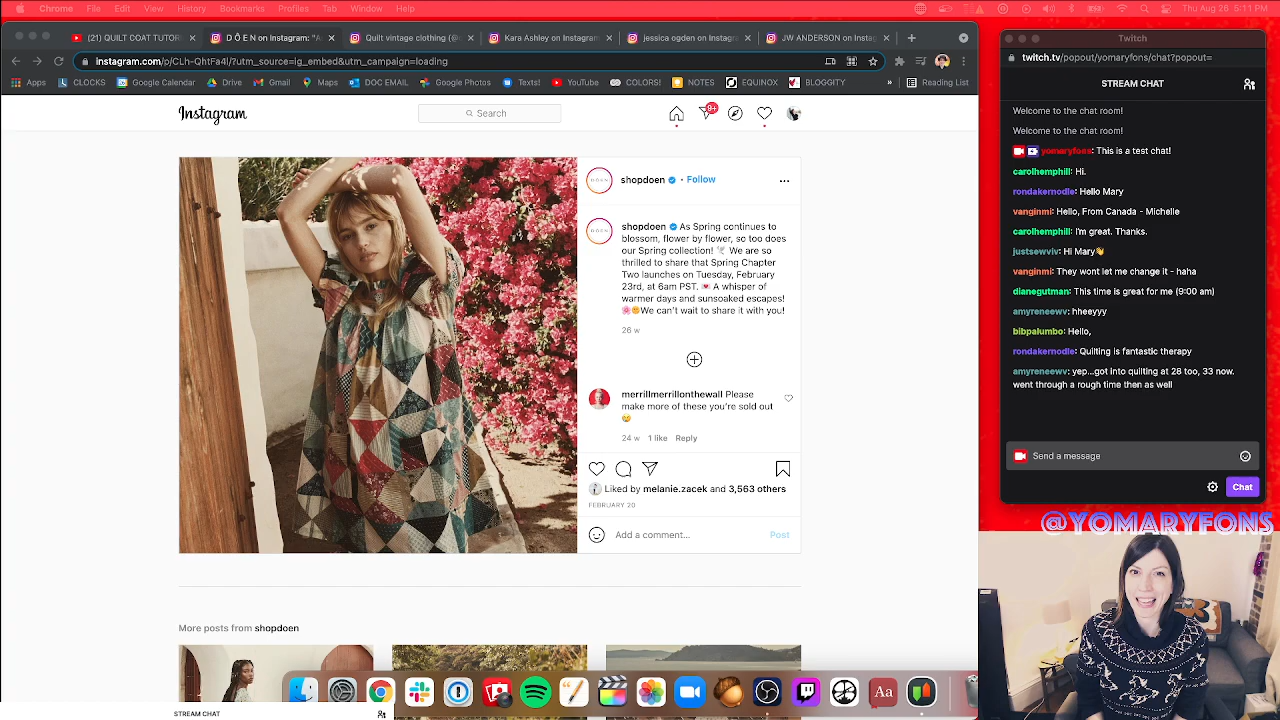 Chrome File Edit View History Bookmarks Profiles Tab Window Help
Thu Aug 26 5:11 PM
(21) QUILT COAT TUTOR
D Ô E N on Instagram: "A
Quilt vintage clothing (@
Kara Ashley on Instagram
jessica ogden on Instagra
JW ANDERSON on Instag
instagram.com/p/CLh-QhtFa4l/?utm_source=ig_embed&utm_campaign=loading
Apps CLOCKS Google Calendar Drive Gmail Maps DOC EMAIL Google Photos Texts! YouTube COLORS! NOTES EQUINOX BLOGGITY » Reading List
Instagram
Search
9+
DÔEN
shopdoen • Follow
DÔEN
shopdoen As Spring continues to
blossom, flower by flower, so too does
our Spring collection! 🕊 We are so
thrilled to share that Spring Chapter
Two launches on Tuesday, February
23rd, at 6am PST. 💌 A whisper of
warmer days and sunsoaked escapes!
🌸🌞We can't wait to share it with you!
26 w
merrillmerrillonthewall Please
make more of these you're sold out
24 w 1 like Reply
Liked by melanie.zacek and 3,563 others
FEBRUARY 20
Add a comment... Post
More posts from shopdoen
STREAM CHAT
Twitch
twitch.tv/popout/yomaryfons/chat?popout=
STREAM CHAT
Welcome to the chat room!
Welcome to the chat room!
yomaryfons: This is a test chat!
carolhemphill: Hi.
rondakernodle: Hello Mary
vanginmi: Hello, From Canada - Michelle
carolhemphill: I'm great. Thanks.
justsewviv: Hi Mary👋
vanginmi: They wont let me change it - haha
dianegutman: This time is great for me (9:00 am)
amyreneewv: hheeyyy
bibpalumbo: Hello,
rondakernodle: Quilting is fantastic therapy
amyreneewv: yep...got into quilting at 28 too, 33 now.
went through a rough time then as well
Send a message
Chat
@YOMARYFONS
Aa